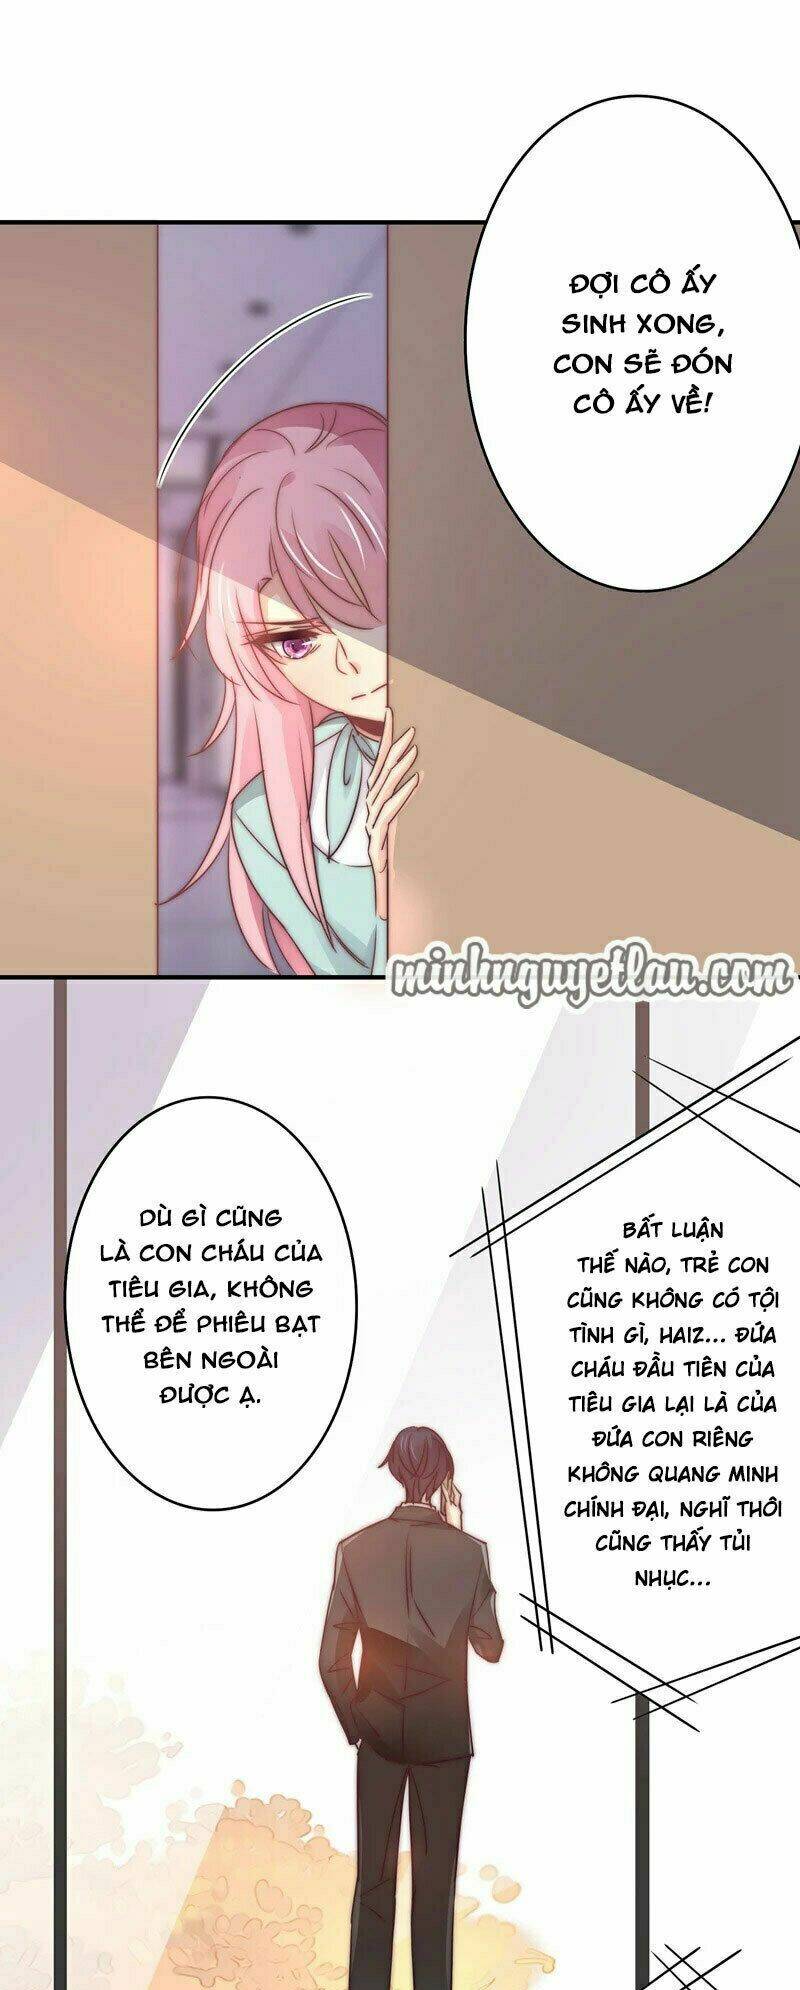 ĐỢI CÔ ẤY
SINH XONG,
CON SẼ ĐÓN
CÔ ẤY VỀ!
minhnguyetlau.com
DÙ GÌ CŨNG
LÀ CON CHÁU CỦA
TIÊU GIA, KHÔNG
THỂ ĐỂ PHIÊU BẠT
BÊN NGOÀI
ĐƯỢC Ạ.
BẤT LUẬN
THẾ NÀO, TRẺ CON
CŨNG KHÔNG CÓ TỘI
TÌNH GÌ, HAIZ... ĐỨA
CHÁU ĐẦU TIÊN CỦA
TIÊU GIA LẠI LÀ CỦA
ĐỨA CON RIÊNG
KHÔNG QUANG MINH
CHÍNH ĐẠI, NGHĨ THÔI
CŨNG THẤY TỦI
NHỤC...